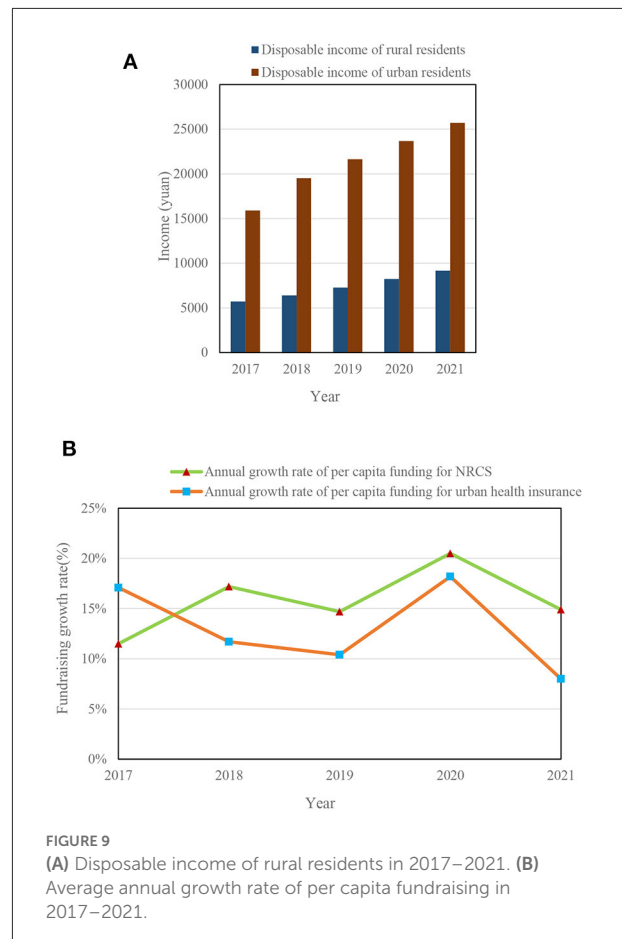 A
Disposable income of rural residents
Disposable income of urban residents
30000
25000
20000
15000
10000
5000
0
Income (yuan)
2017 2018 2019 2020 2021
Year
B
Annual growth rate of per capita funding for NRCS
Annual growth rate of per capita funding for urban health insurance
25%
20%
15%
10%
5%
0%
Fundraising growth rate(%)
2017 2018 2019 2020 2021
Year
FIGURE 9
(A) Disposable income of rural residents in 2017–2021. (B)
Average annual growth rate of per capita fundraising in
2017–2021.